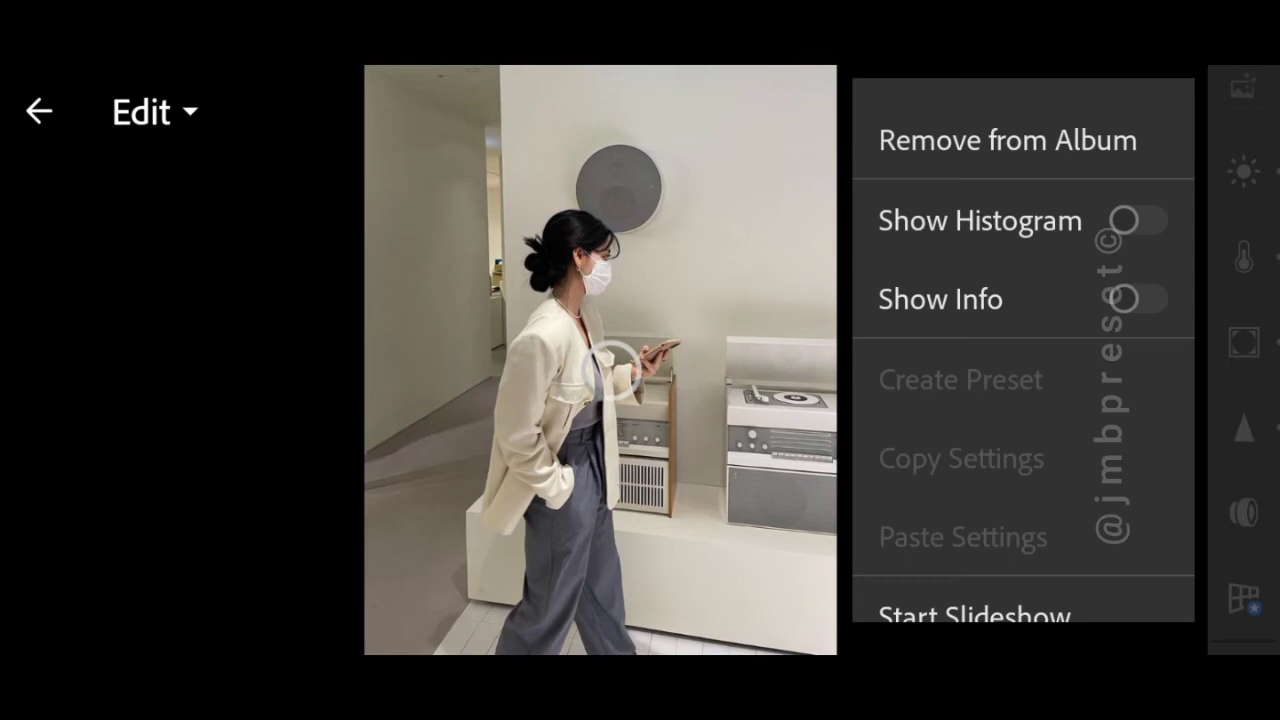 Edit
Remove from Album
Show Histogram
Show Info
Create Preset
Copy Settings
Paste Settings
Start Slideshow
@jmbpreset©